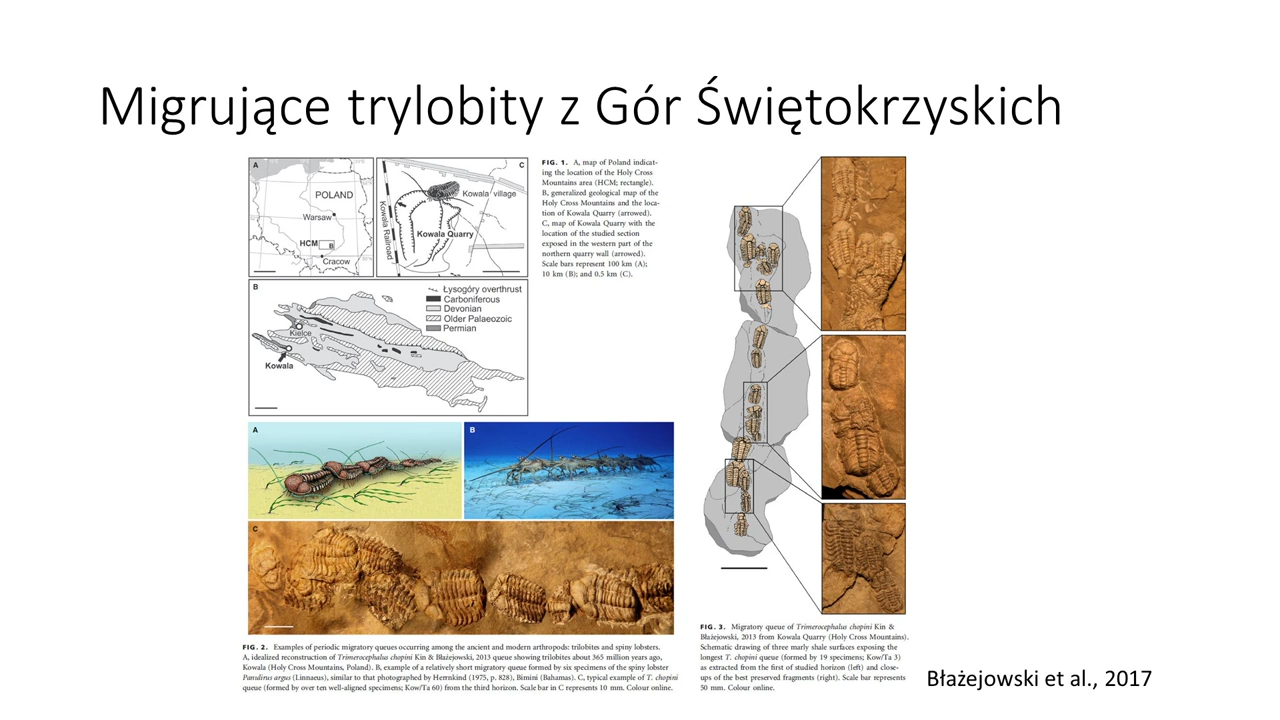 Migrujące trylobity z Gór Świętokrzyskich
A
POLAND
Warsaw
HCM
B
Cracow
C
Kowala village
Kowala Railroad
Kowala Quarry
FIG. 1. A, map of Poland indicat-
ing the location of the Holy Cross
Mountains area (HCM; rectangle).
B, generalized geological map of the
Holy Cross Mountains and the loca-
tion of Kowala Quarry (arrowed).
C, map of Kowala Quarry with the
location of the studied section
exposed in the western part of the
northern quarry wall (arrowed).
Scale bars represent 100 km (A);
10 km (B); and 0.5 km (C).
B
Łysogóry overthrust
Carboniferous
Devonian
Older Palaeozoic
Permian
Kielce
Kowala
A
B
C
FIG. 2. Examples of periodic migratory queues occurring among the ancient and modern arthropods: trilobites and spiny lobsters.
A, idealized reconstruction of Trimerocephalus chopini Kin & Błażejowski, 2013 queue showing trilobites about 365 million years ago,
Kowala (Holy Cross Mountains, Poland). B, example of a relatively short migratory queue formed by six specimens of the spiny lobster
Panulirus argus (Linnaeus), similar to that photographed by Herrnkind (1975, p. 828), Bimini (Bahamas). C, typical example of T. chopini
queue (formed by over ten well-aligned specimens; Kow/Ta 60) from the third horizon. Scale bar in C represents 10 mm. Colour online.
FIG. 3. Migratory queue of Trimerocephalus chopini Kin &
Błażejowski, 2013 from Kowala Quarry (Holy Cross Mountains).
Schematic drawing of three marly shale surfaces exposing the
longest T. chopini queue (formed by 19 specimens; Kow/Ta 3)
as extracted from the first of studied horizon (left) and close-
ups of the best preserved fragments (right). Scale bar represents
50 mm. Colour online.
Błażejowski et al., 2017